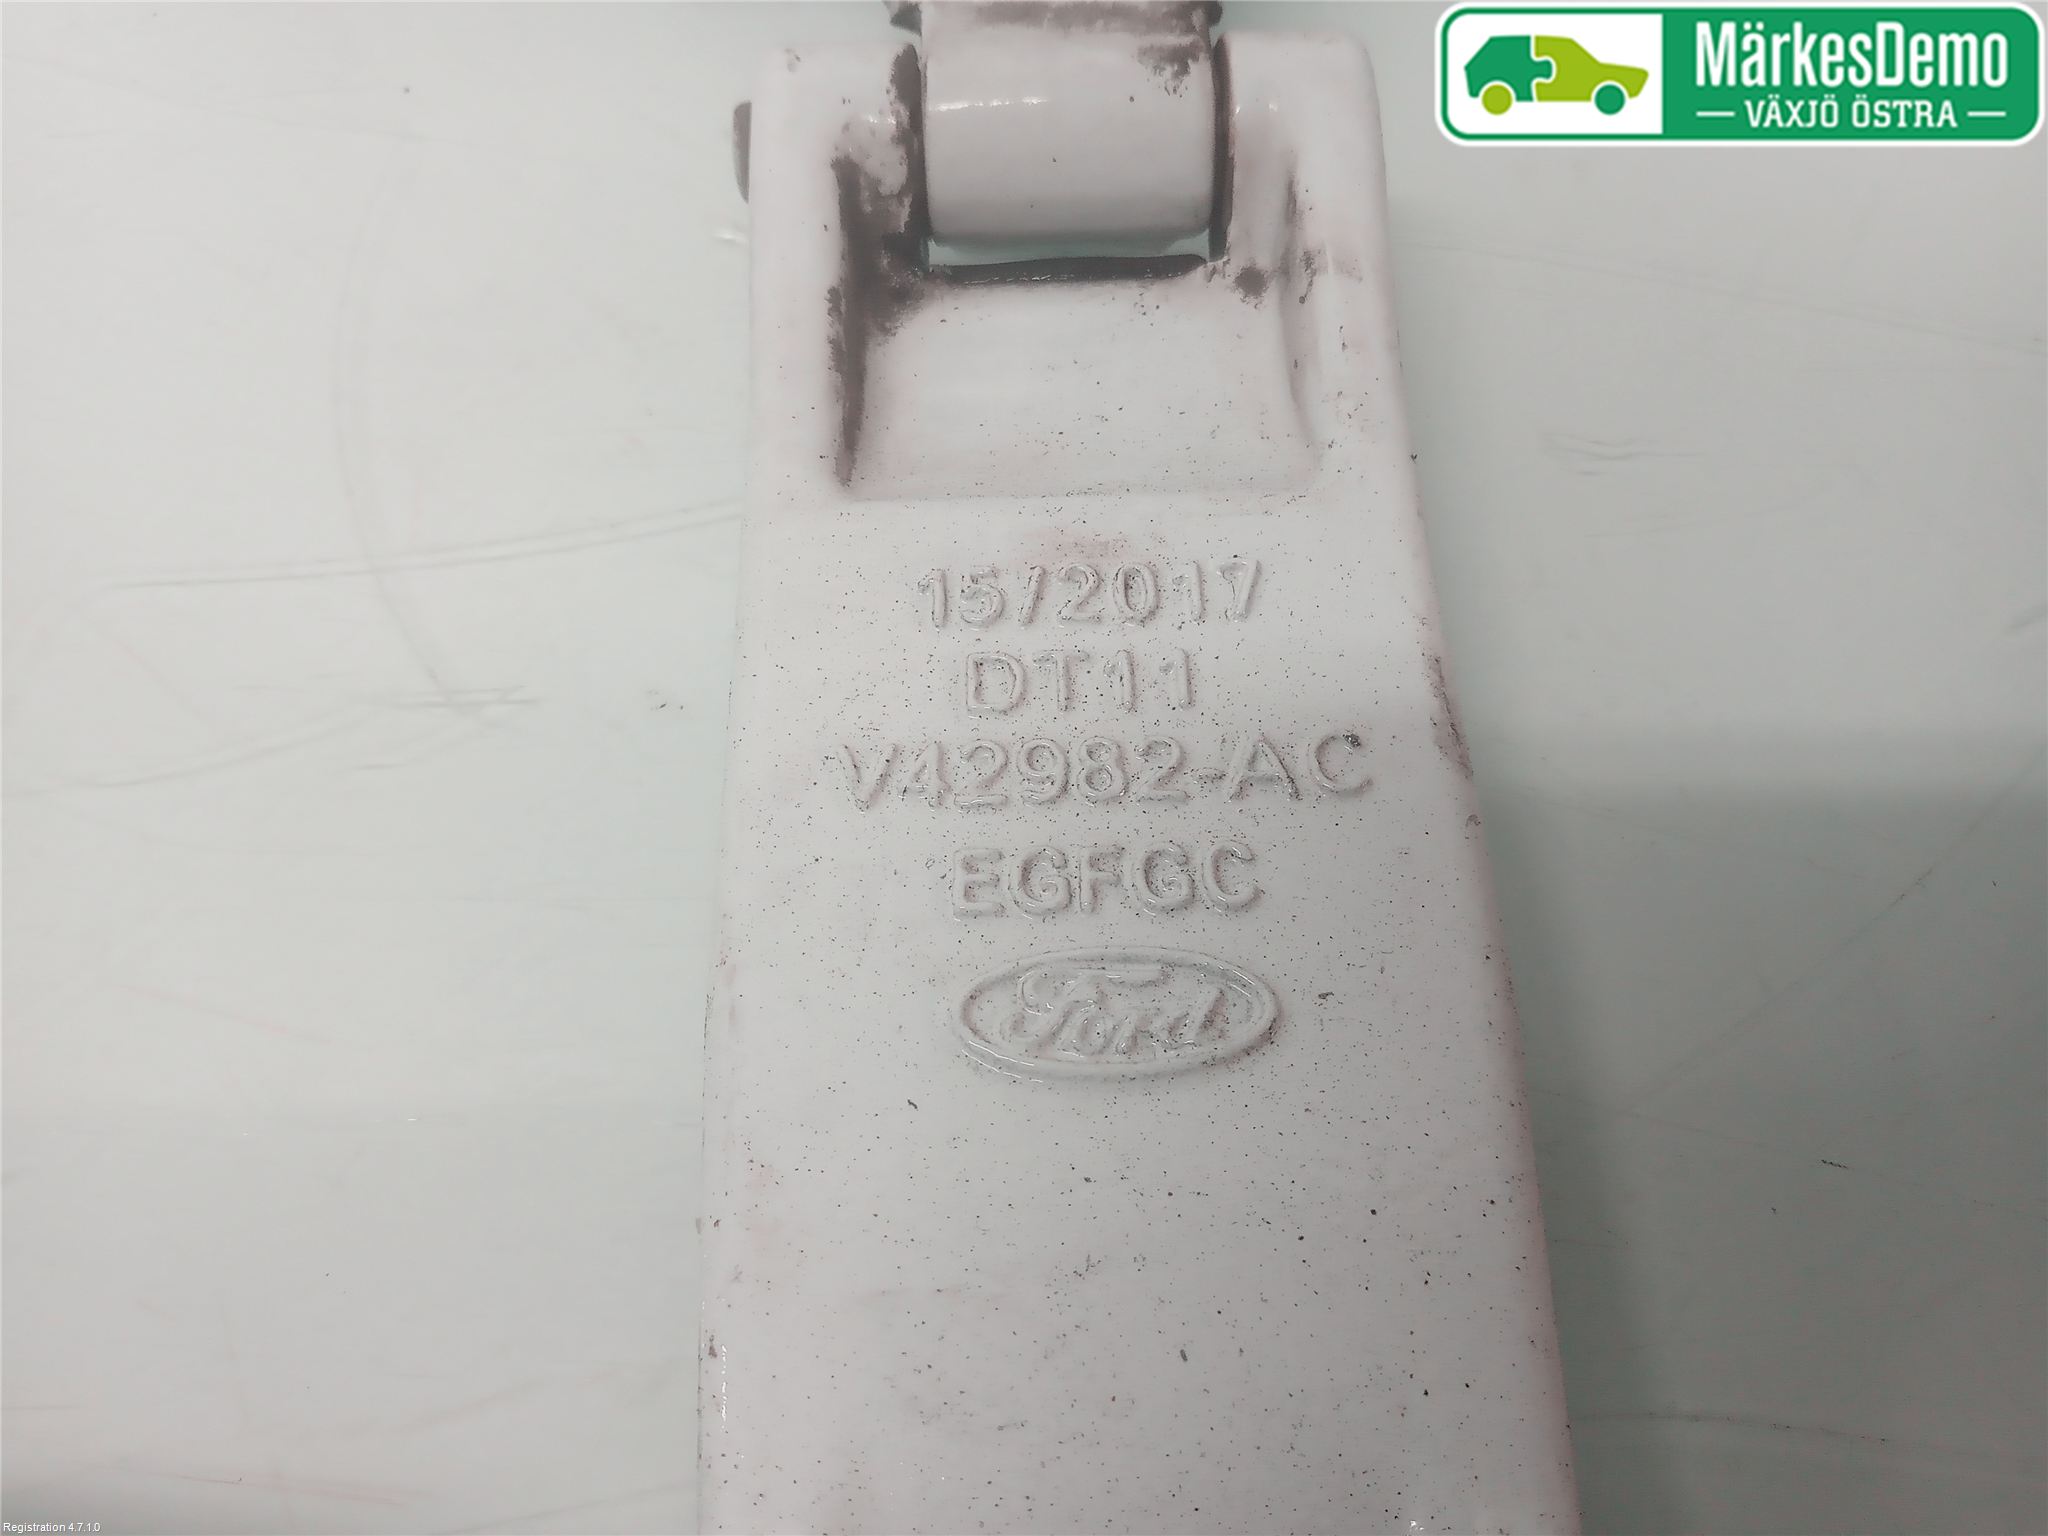 MärkesDemo
VÄXJÖ ÖSTRA
15/2017
DT11
V42982-AC
EGFGC
Ford
Registration 4.7.1.0